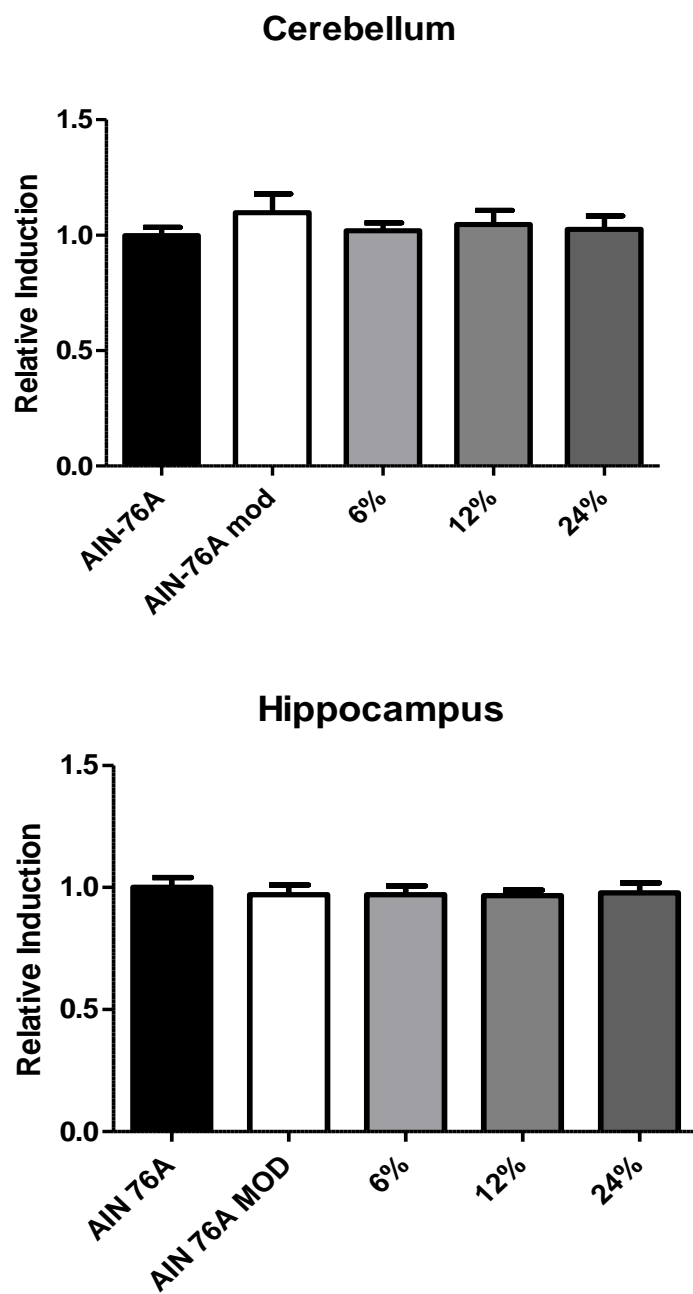 Cerebellum
Relative Induction
1.5
1.0
0.5
0.0
AIN-76A
AIN-76A mod
6%
12%
24%
Hippocampus
Relative Induction
1.5
1.0
0.5
0.0
AIN 76A
AIN 76A MOD
6%
12%
24%